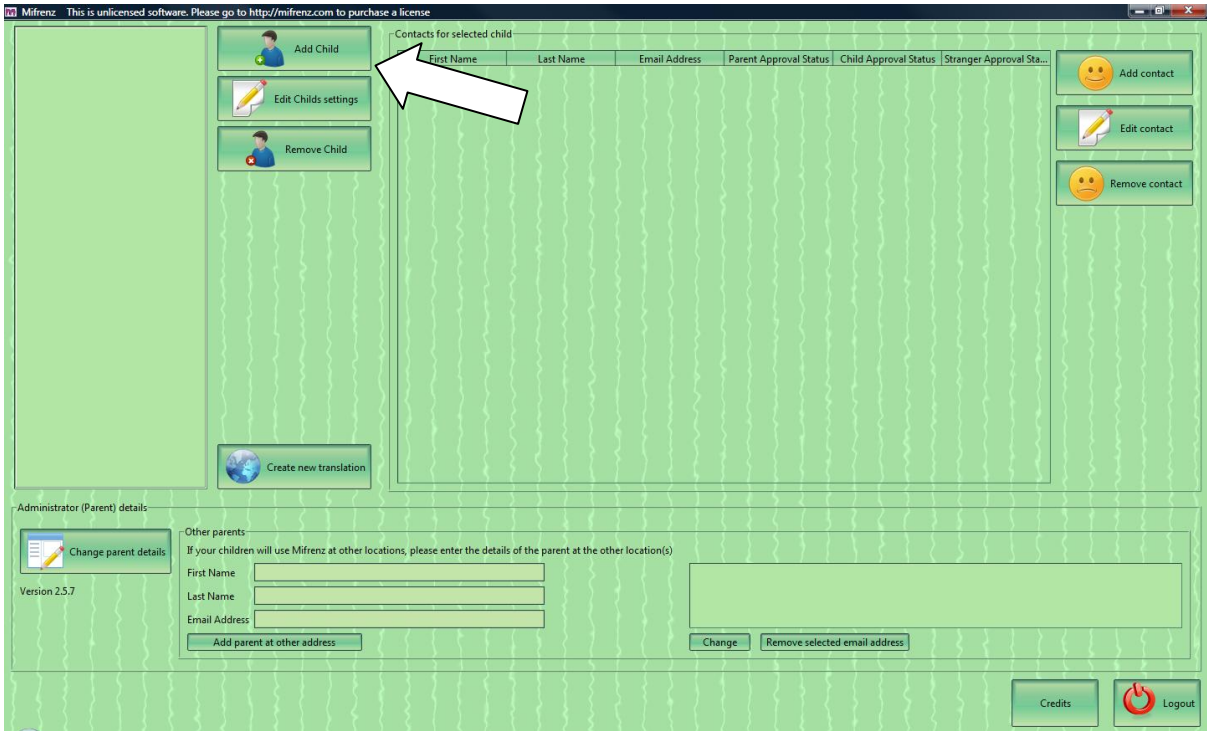 Mifrenz This is unlicensed software. Please go to http://mifrenz.com to purchase a license
Add Child
Edit Childs settings
Remove Child
Create new translation
Contacts for selected child
First Name Last Name Email Address Parent Approval Status Child Approval Status Stranger Approval Sta...
Add contact
Edit contact
Remove contact
Administrator (Parent) details
Change parent details
Version 2.5.7
Other parents
If your children will use Mifrenz at other locations, please enter the details of the parent at the other location(s)
First Name
Last Name
Email Address
Add parent at other address
Change Remove selected email address
Credits
Logout